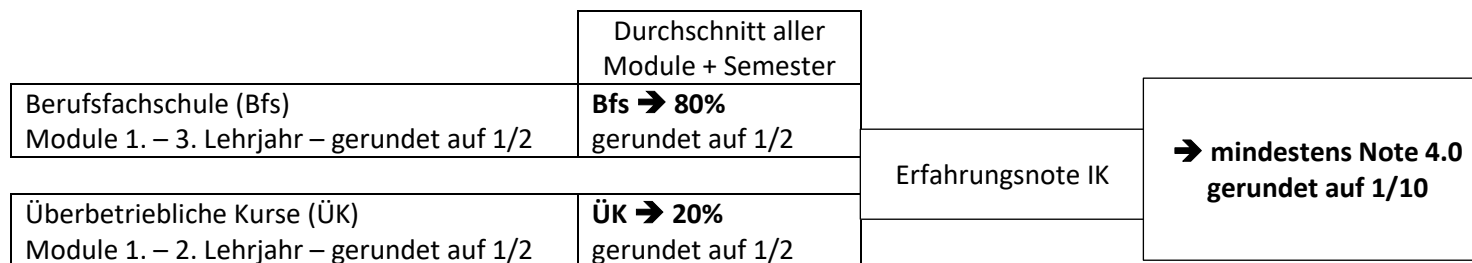 Durchschnitt aller
Module + Semester
Berufsfachschule (Bfs)
Module 1. – 3. Lehrjahr – gerundet auf 1/2
Bfs ➔ 80%
gerundet auf 1/2
Überbetriebliche Kurse (ÜK)
Module 1. – 2. Lehrjahr – gerundet auf 1/2
ÜK ➔ 20%
gerundet auf 1/2
Erfahrungsnote IK
➔ mindestens Note 4.0
gerundet auf 1/10